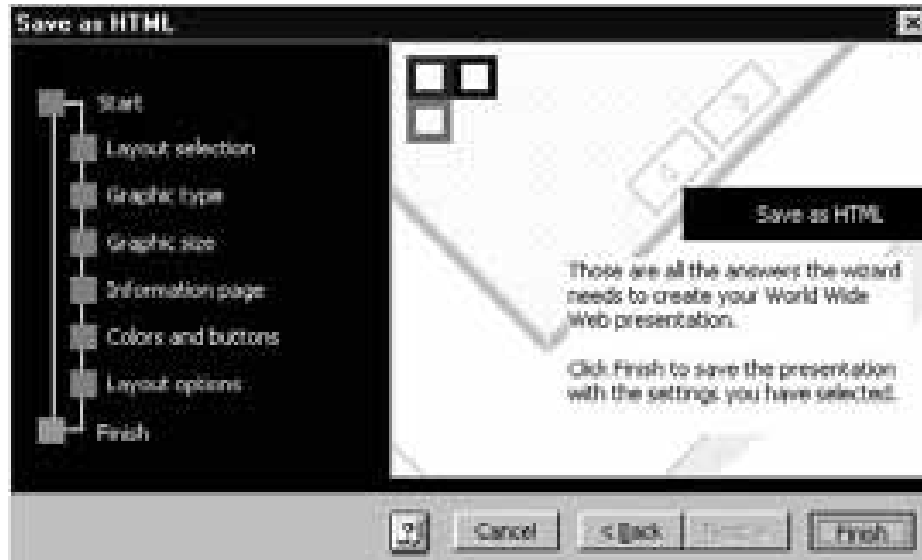 Save as HTML
Start
Layout selection
Graphic type
Graphic size
Information page
Colors and buttons
Layout options
Finish
Save as HTML
Those are all the answers the wizard
needs to create your World Wide
Web presentation.
Click Finish to save the presentation
with the settings you have selected.
Cancel
< Back
Finish